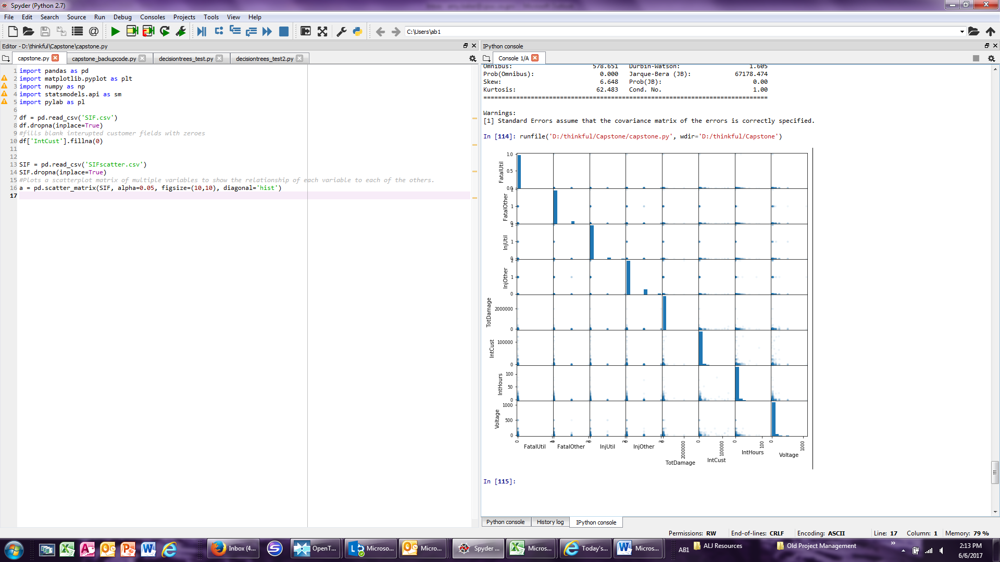 Spyder (Python 2.7)
File Edit Search Source Run Debug Consoles Projects Tools View Help
C:\Users\ab1
Editor - D:\thinkful\Capstone\capstone.py
capstone.py capstone_backupcode.py decisiontrees_test.py decisiontrees_test2.py
1 import pandas as pd
2 import matplotlib.pyplot as plt
3 import numpy as np
4 import statsmodels.api as sm
5 import pylab as pl
6
7 df = pd.read_csv('SIF.csv')
8 df.dropna(inplace=True)
9 #fills blank interupted customer fields with zeroes
10 df['IntCust'].fillna(0)
11
12
13 SIF = pd.read_csv('SIFscatter.csv')
14 SIF.dropna(inplace=True)
15 #Plots a scatterplot matrix of multiple variables to show the relationship of each variable to each of the others.
16 a = pd.scatter_matrix(SIF, alpha=0.05, figsize=(10,10), diagonal='hist')
17
IPython console
Console 1/A
Omnibus: 578.651 Durbin-Watson: 1.605
Prob(Omnibus): 0.000 Jarque-Bera (JB): 67178.474
Skew: 6.648 Prob(JB): 0.00
Kurtosis: 62.483 Cond. No. 1.00
==============================================================================
Warnings:
[1] Standard Errors assume that the covariance matrix of the errors is correctly specified.
In [114]: runfile('D:/thinkful/Capstone/capstone.py', wdir='D:/thinkful/Capstone')
FatalUtil 1.0 0.5 0.0
FatalOther 2 1 0
InjUtil 2 1 0
InjOther 2 1 0
TotDamage 2000000 0
IntCust 100000 0
IntHours 100 50 0
Voltage 1000 500 0
0 2000000 0 100000 0 100 0 1000
FatalUtil FatalOther InjUtil InjOther TotDamage IntCust IntHours Voltage
In [115]:
Python console History log IPython console
Permissions: RW End-of-lines: CRLF Encoding: ASCII Line: 17 Column: 1 Memory: 79 %
Inbox (4... OpenT... Microso... Micro... Spyder ... Micros... Today's... Micros... AB1 ALJ Resources Old Project Management »
2:13 PM
6/6/2017